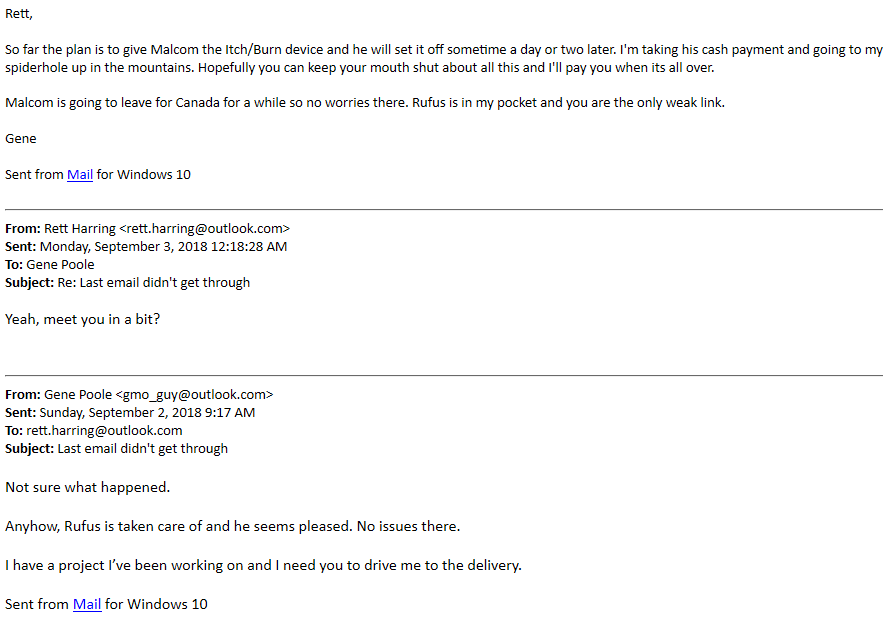 Rett,
So far the plan is to give Malcom the Itch/Burn device and he will set it off sometime a day or two later. I'm taking his cash payment and going to my
spiderhole up in the mountains. Hopefully you can keep your mouth shut about all this and I'll pay you when its all over.
Malcom is going to leave for Canada for a while so no worries there. Rufus is in my pocket and you are the only weak link.
Gene
Sent from Mail for Windows 10
From: Rett Harring <rett.harring@outlook.com>
Sent: Monday, September 3, 2018 12:18:28 AM
To: Gene Poole
Subject: Re: Last email didn't get through
Yeah, meet you in a bit?
From: Gene Poole <gmo_guy@outlook.com>
Sent: Sunday, September 2, 2018 9:17 AM
To: rett.harring@outlook.com
Subject: Last email didn't get through
Not sure what happened.
Anyhow, Rufus is taken care of and he seems pleased. No issues there.
I have a project I’ve been working on and I need you to drive me to the delivery.
Sent from Mail for Windows 10